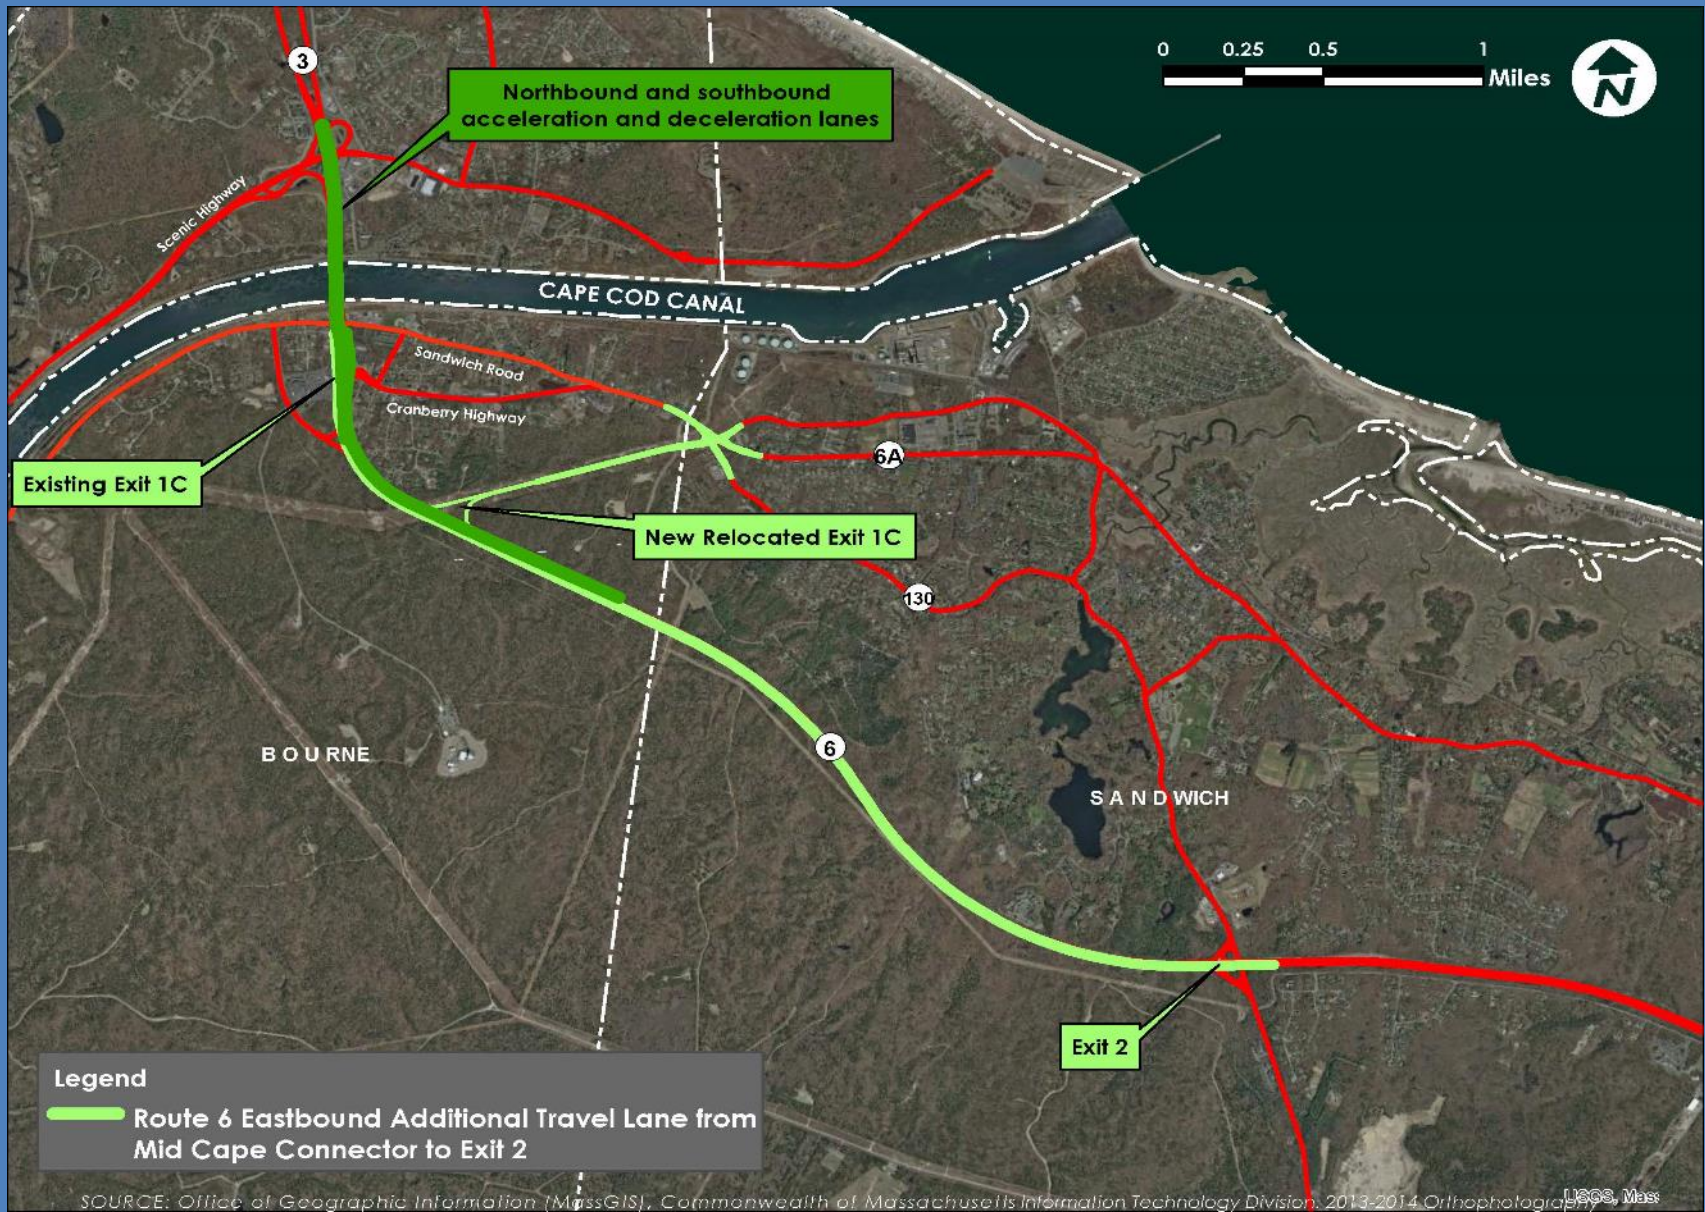 3
Northbound and southbound
acceleration and deceleration lanes
0 0.25 0.5 1
Miles
N
Scenic Highway
CAPE COD CANAL
Sandwich Road
Cranberry Highway
Existing Exit 1C
6A
New Relocated Exit 1C
130
6
BOURNE
SANDWICH
Exit 2
Legend
Route 6 Eastbound Additional Travel Lane from
Mid Cape Connector to Exit 2
SOURCE: Office of Geographic Information (MassGIS), Commonwealth of Massachusetts Information Technology Division. 2013-2014 Orthophotography
USGS, Mass